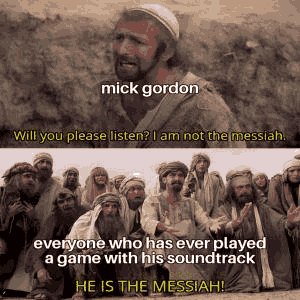 mick gordon
Will you please listen? I am not the messiah.
everyone who has ever played
a game with his soundtrack
HE IS THE MESSIAH!